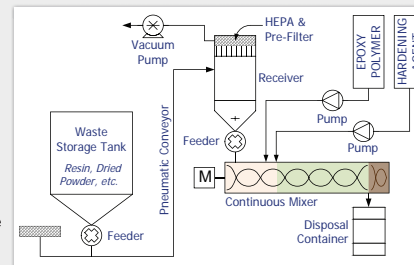 HEPA &
Pre-Filter
Vacuum
Pump
Receiver
EPOXY
POLYMER
HARDENING
Pump
Pump
Waste
Storage Tank
Resin, Dried
Powder, etc.
Pneumatic Conveyor
Feeder
M
Continuous Mixer
Feeder
Disposal
Container
e